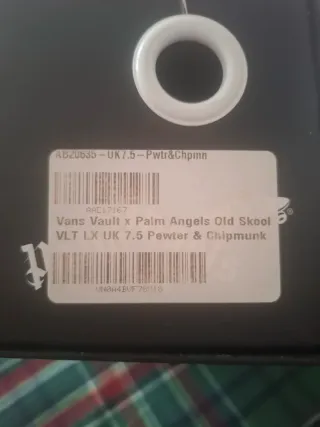 AB20635-UK7.5-Pwtr&Chpmn
Vans Vault x Palm Angels Old Skool
VLT LX UK 7.5 Pewter & Chipmunk